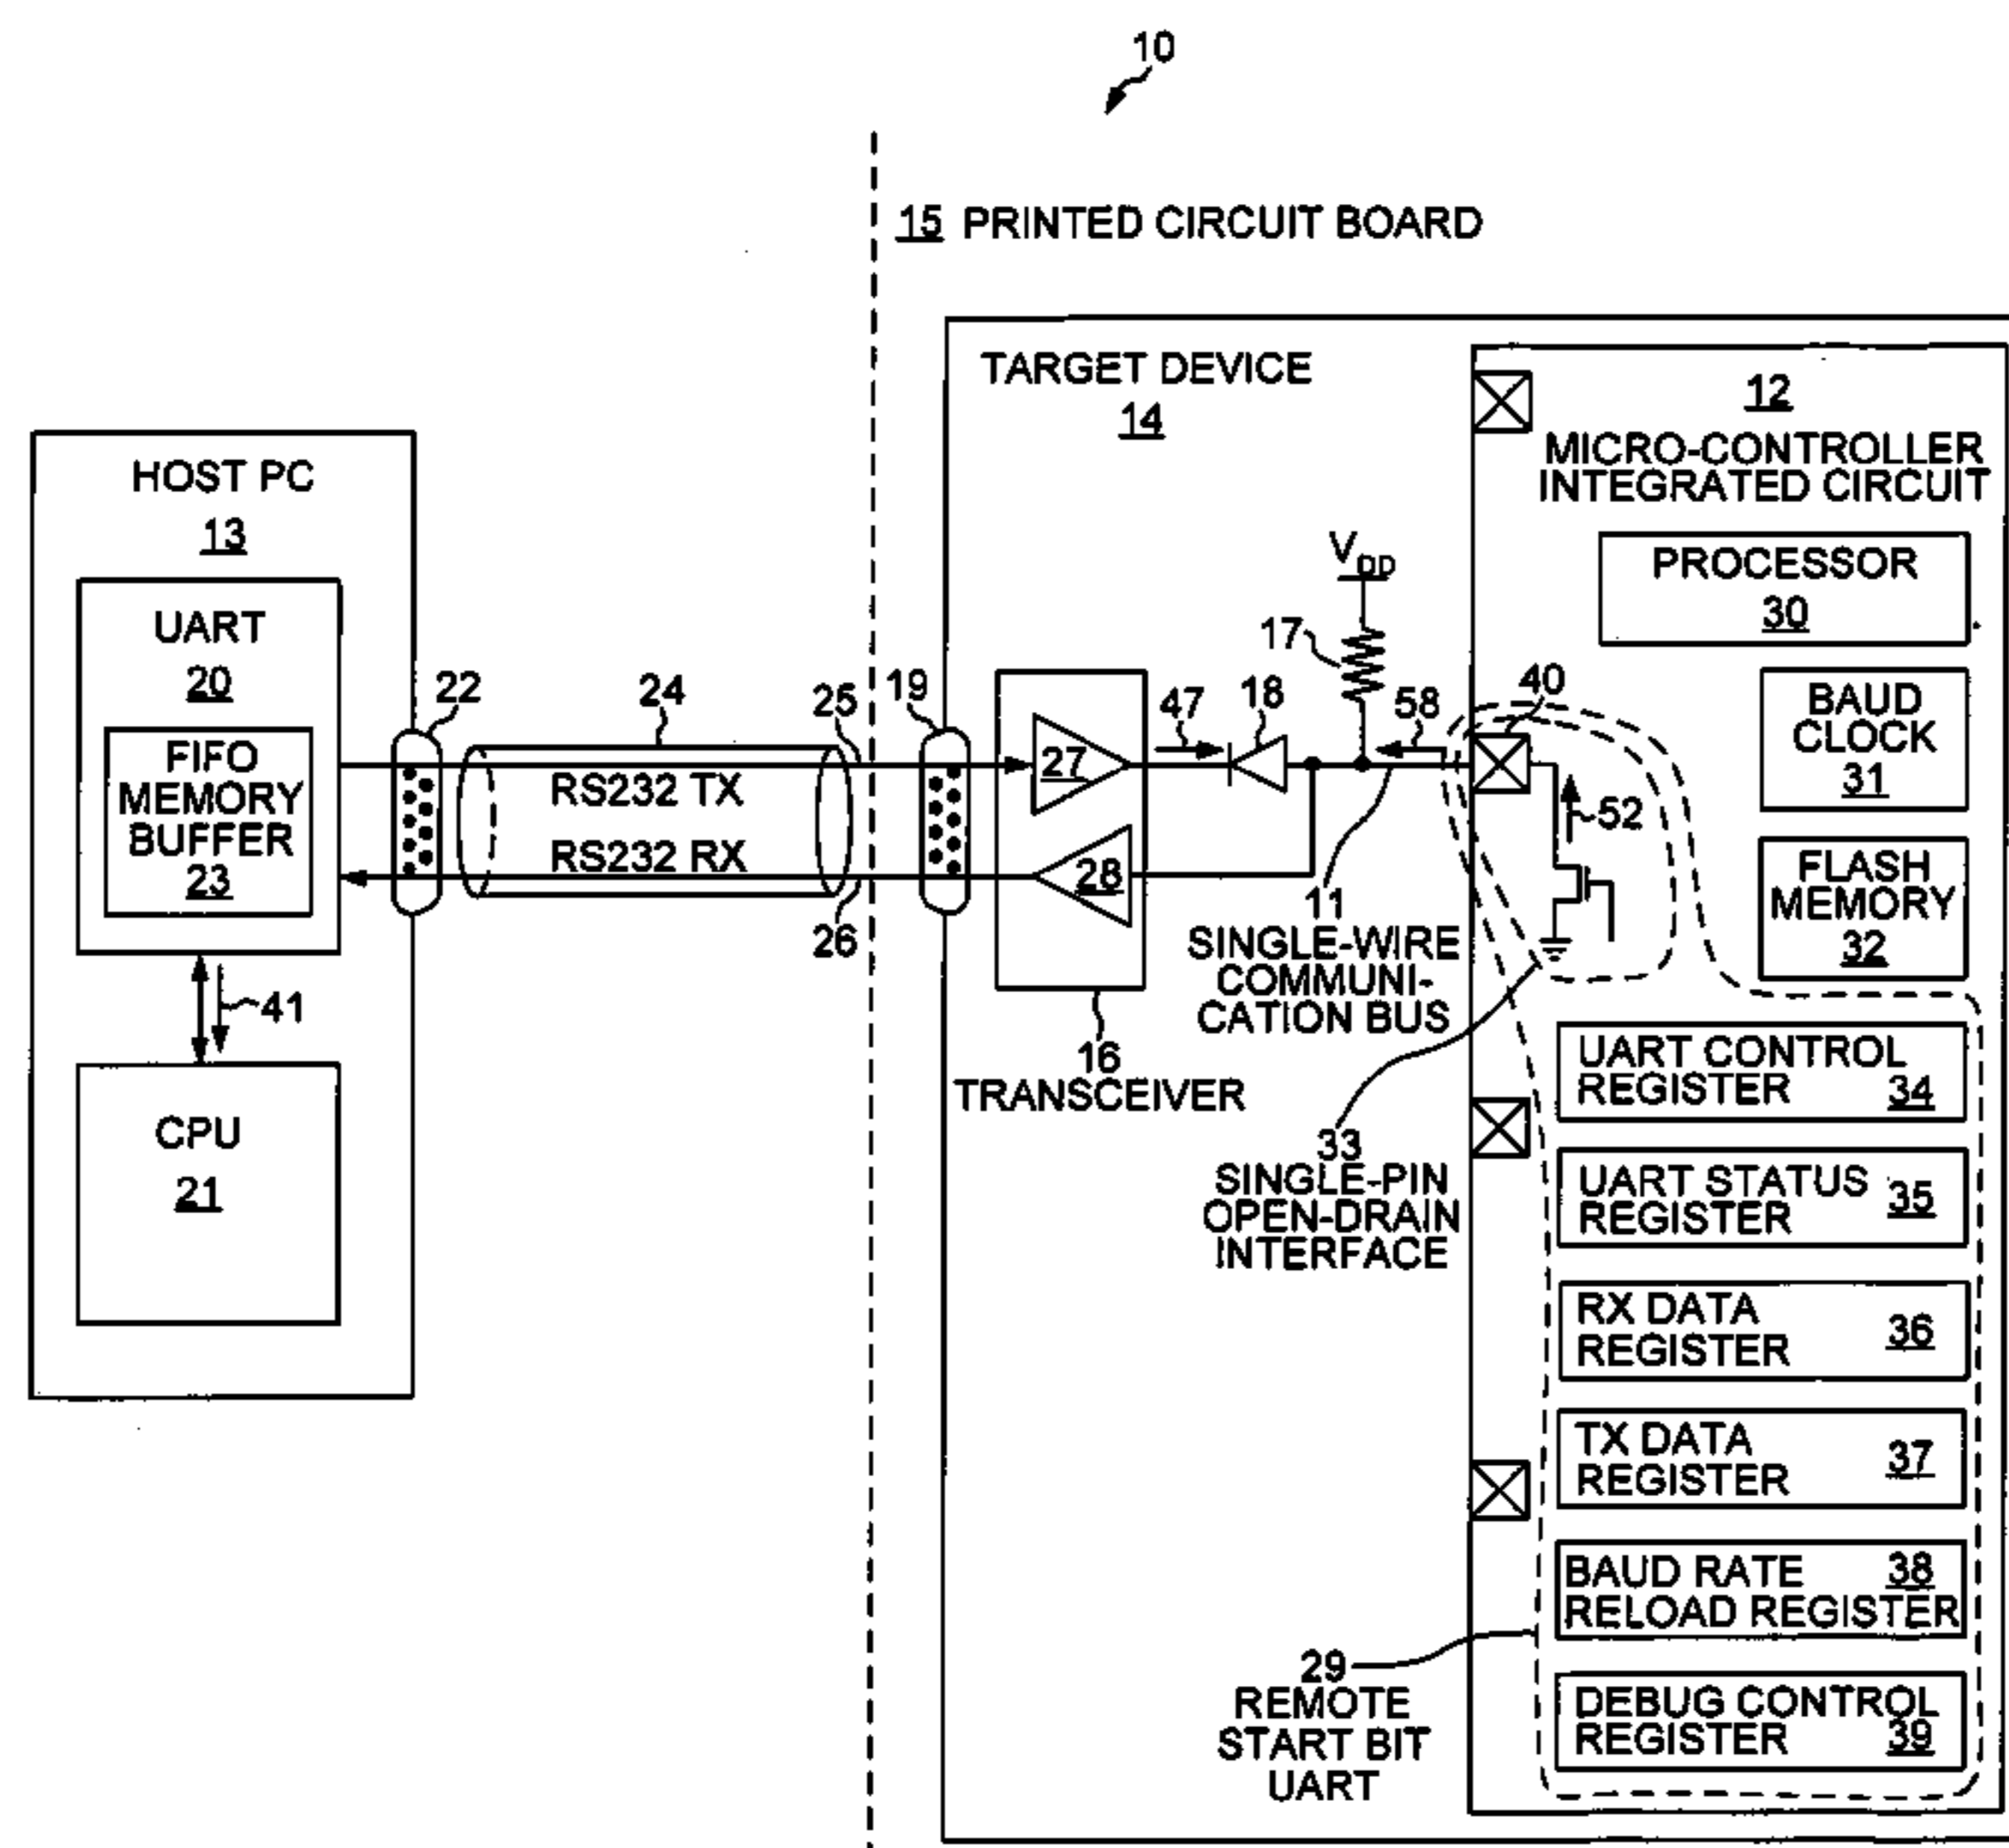 10
15 PRINTED CIRCUIT BOARD
HOST PC
13
UART
20
FIFO
MEMORY
BUFFER
23
41
CPU
21
22
24
25
RS232 TX
RS232 RX
26
19
TARGET DEVICE
14
27
28
16
TRANSCEIVER
47
18
17
VDD
58
11
SINGLE-WIRE
COMMUNI-
CATION BUS
33
SINGLE-PIN
OPEN-DRAIN
INTERFACE
29
REMOTE
START BIT
UART
12
MICRO-CONTROLLER
INTEGRATED CIRCUIT
PROCESSOR
30
40
BAUD
CLOCK
31
52
FLASH
MEMORY
32
UART CONTROL
REGISTER 34
UART STATUS
REGISTER 35
RX DATA
REGISTER 36
TX DATA
REGISTER 37
BAUD RATE 38
RELOAD REGISTER
DEBUG CONTROL
REGISTER 39